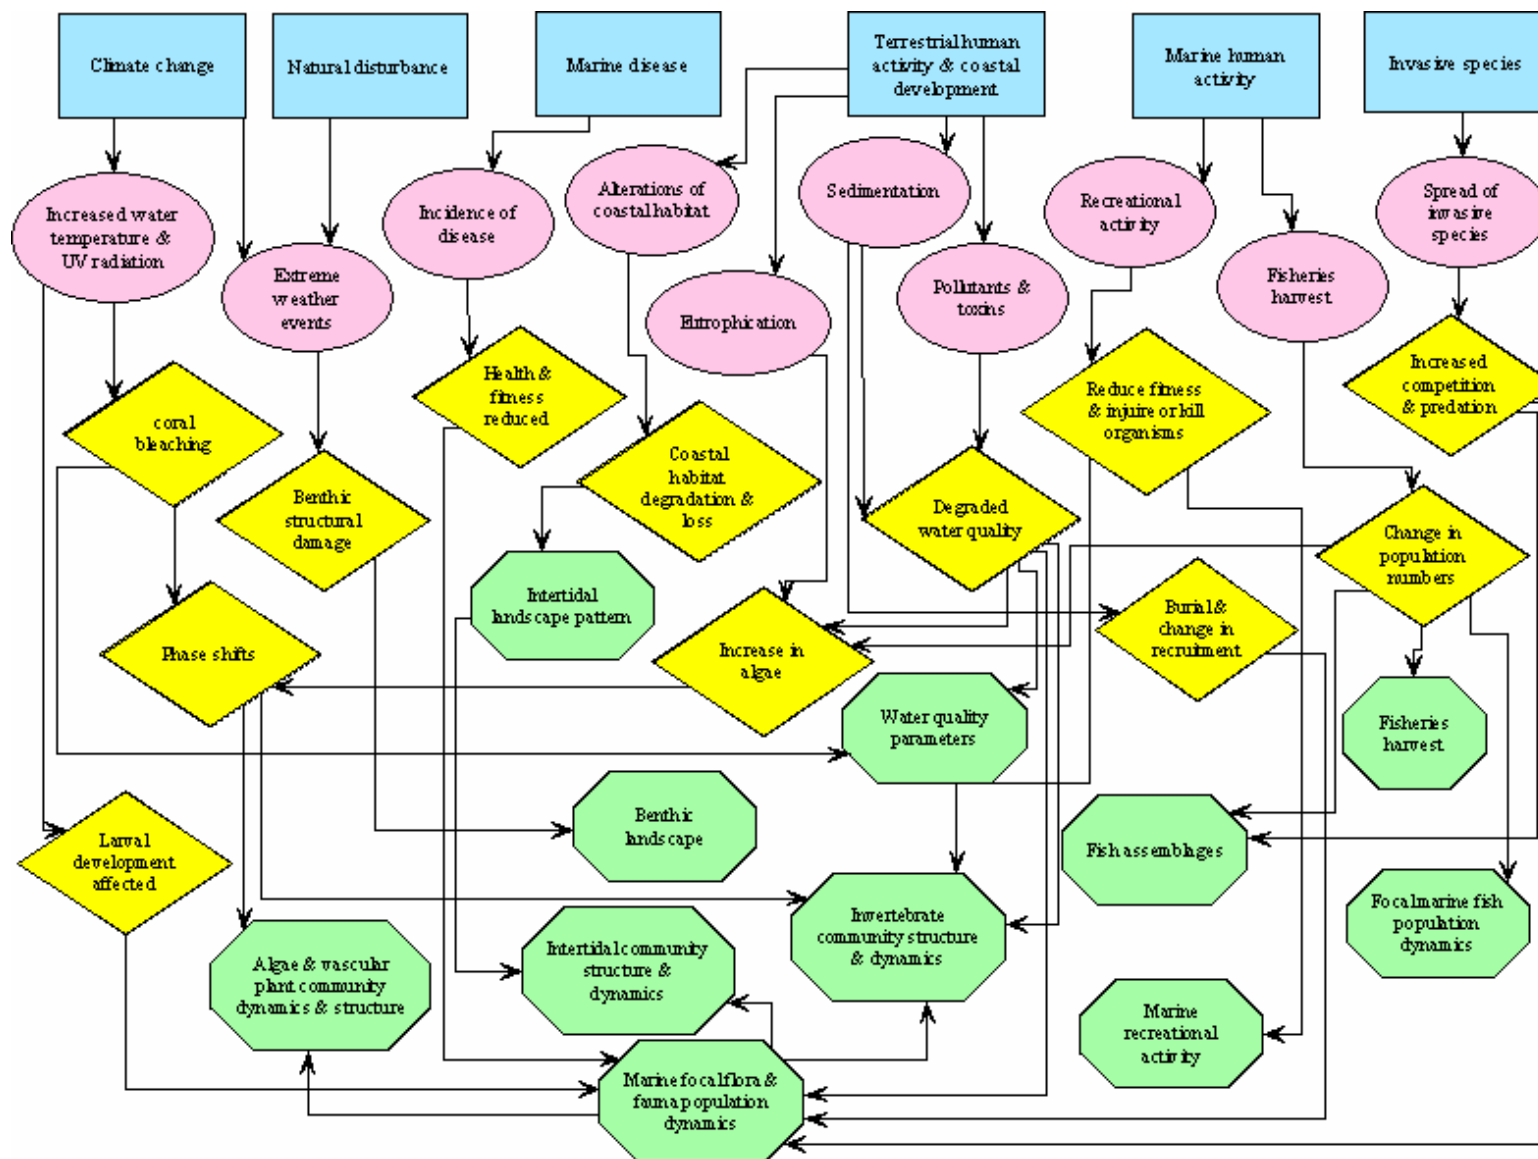 Climate change
Natural disturbance
Marine disease
Terrestrial human
activity & coastal
development
Marine human
activity
Invasive species
Increased water
temperature &
UV radiation
Extreme
weather
events
Incidence of
disease
Alterations of
coastal habitat
Eutrophication
Sedimentation
Pollutants &
toxins
Recreational
activity
Fisheries
harvest
Spread of
invasive
species
coral
bleaching
Benthic
structural
damage
Health &
fitness
reduced
Coastal
habitat
degradation &
loss
Degraded
water quality
Reduce fitness
& injuire or kill
organisms
Increased
competition
& predation
Change in
population
numbers
Phase shifts
Intertidal
landscape pattern
Increase in
algae
Burial &
change in
recruitment
Water quality
parameters
Fisheries
harvest
Larval
development
affected
Benthic
landscape
Fish assemblages
Focal marine fish
population
dynamics
Algae & vascular
plant community
dynamics & structure
Intertidal community
structure &
dynamics
Invertebrate
community structure
& dynamics
Marine
recreational
activity
Marine focal flora &
fauna population
dynamics